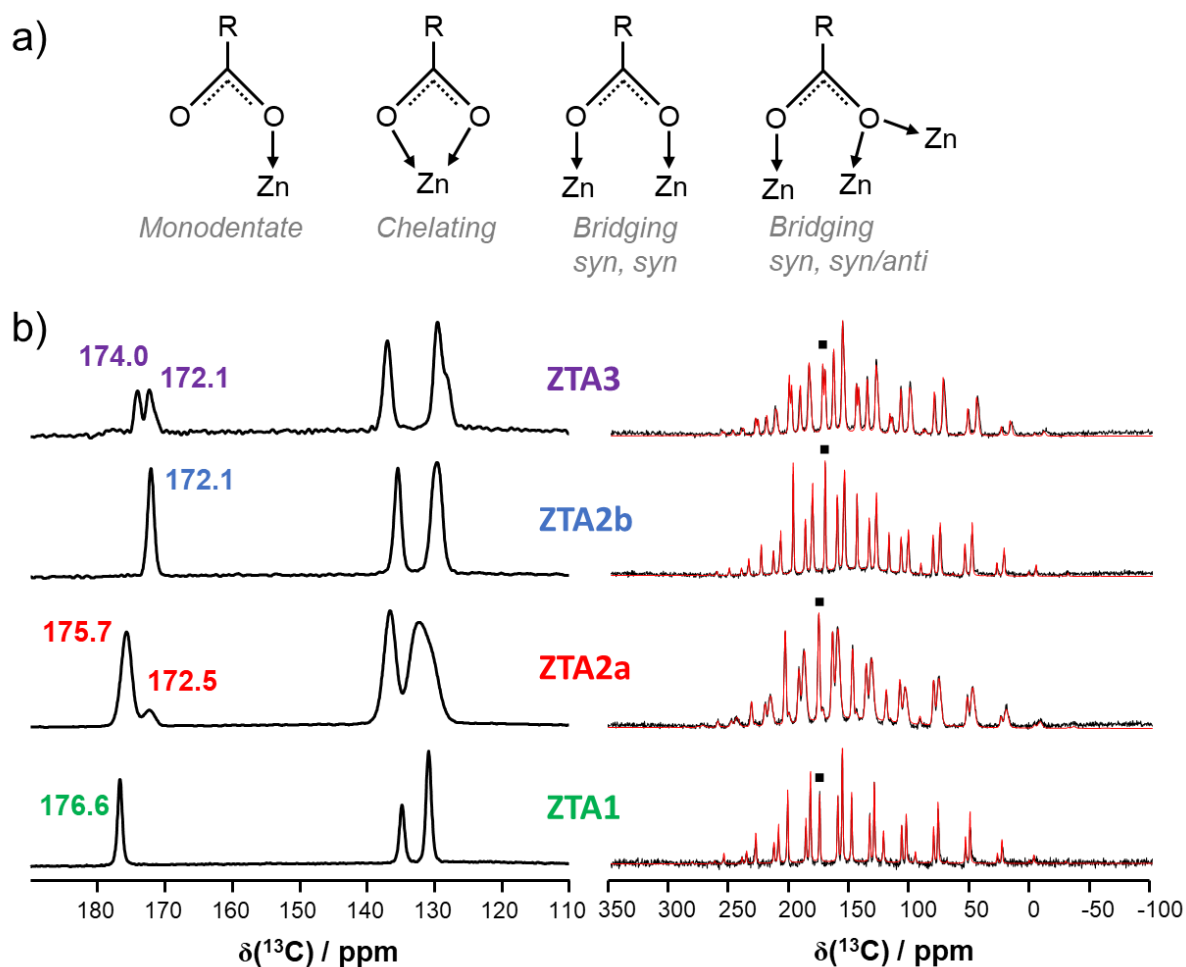 a)
R R R R
O O O O O O O O
Zn
Zn Zn Zn Zn Zn Zn
Monodentate Chelating Bridging Bridging
syn, syn syn, syn/anti
b)
174.0
172.1
ZTA3
172.1
ZTA2b
175.7
172.5
ZTA2a
176.6
ZTA1
180 170 160 150 140 130 120 110
350 300 250 200 150 100 50 0 -50 -100
δ(¹³C) / ppm
δ(¹³C) / ppm